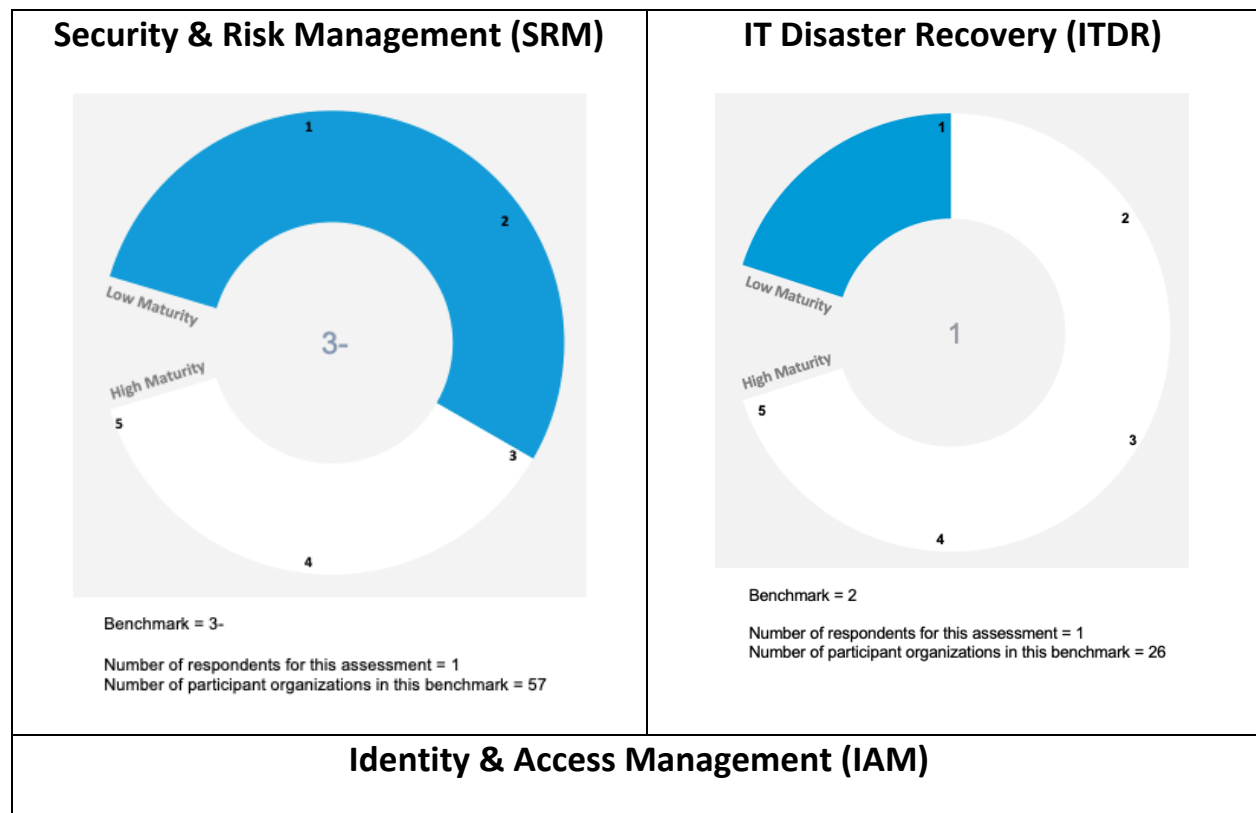 Security & Risk Management (SRM)
1
2
Low Maturity
3-
High Maturity
5
3
4
Benchmark = 3-
Number of respondents for this assessment = 1
Number of participant organizations in this benchmark = 57
IT Disaster Recovery (ITDR)
1
2
Low Maturity
1
High Maturity
5
3
4
Benchmark = 2
Number of respondents for this assessment = 1
Number of participant organizations in this benchmark = 26
Identity & Access Management (IAM)